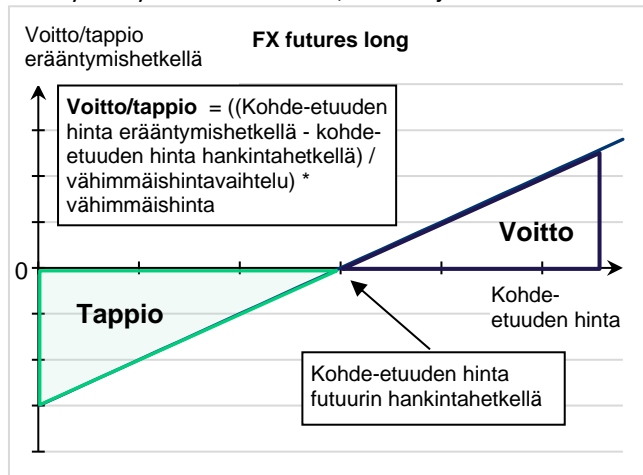 Voitto/tappio
erääntymishetkellä
FX futures long
Voitto/tappio = ((Kohde-etuuden
hinta erääntymishetkellä - kohde-
etuuden hinta hankintahetkellä) /
vähimmäishintavaihtelu) *
vähimmäishinta
Voitto
0
Tappio
Kohde-
etuuden hinta
Kohde-etuuden hinta
futuurin hankintahetkellä